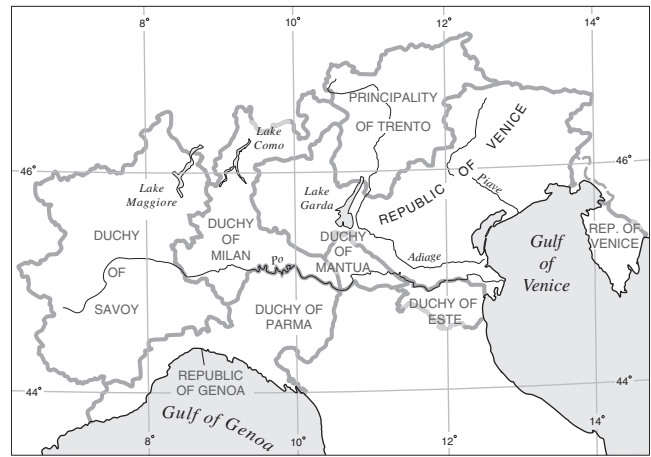 8°
10°
12°
14°
PRINCIPALITY
OF TRENTO
Lake
Como
REPUBLIC OF VENICE
46°
46°
Lake
Maggiore
Lake
Garda
Piave
DUCHY
OF
SAVOY
DUCHY
OF
MILAN
DUCHY
OF
MANTUA
REP. OF
VENICE
Gulf
of
Venice
Po
Adiage
DUCHY OF
PARMA
DUCHY OF
ESTE
REPUBLIC
OF GENOA
44°
44°
Gulf of Genoa
8°
10°
12°
14°